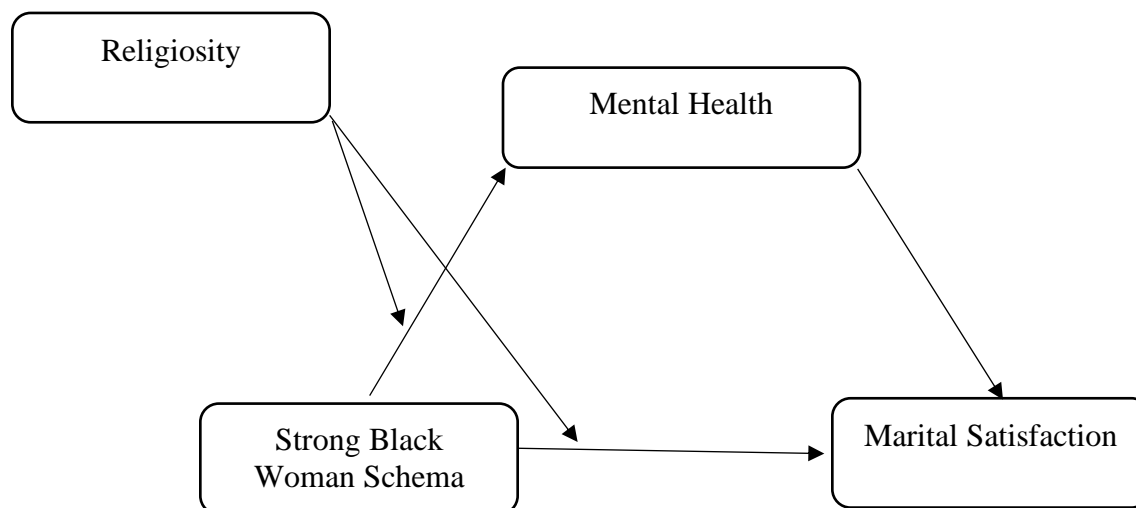 Religiosity
Mental Health
Strong Black
Woman Schema
Marital Satisfaction